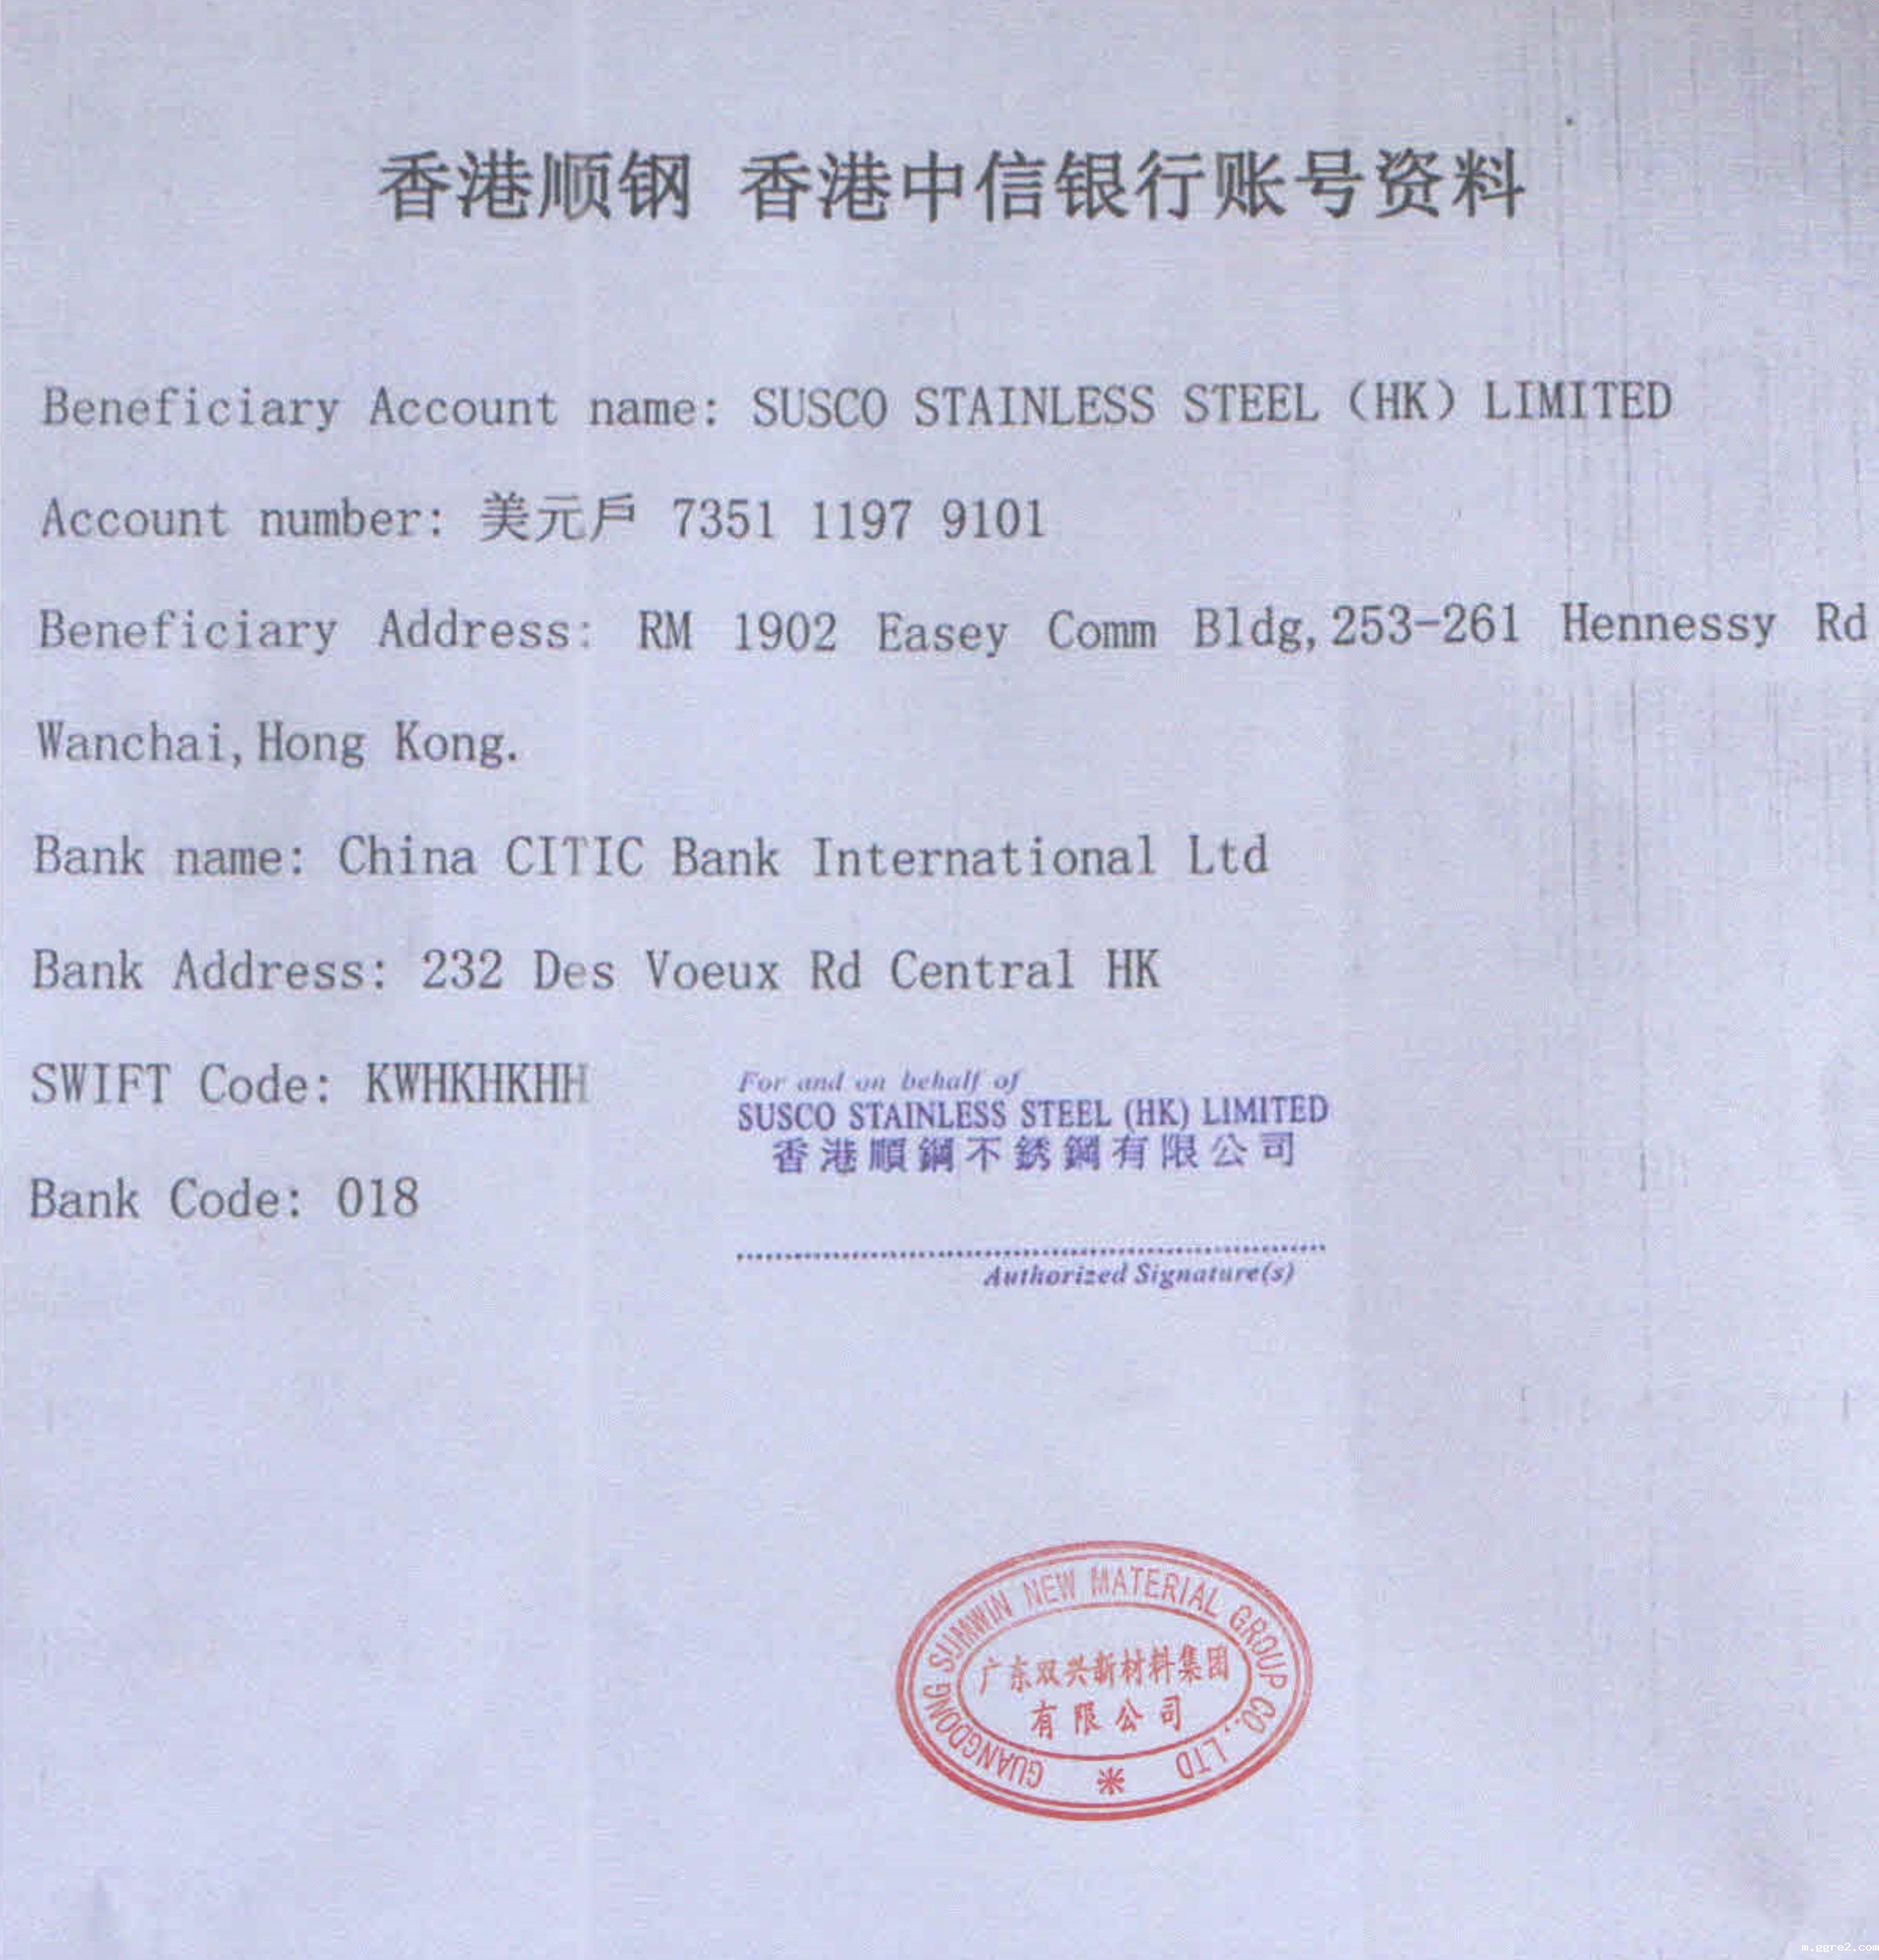 香港顺钢 香港中信银行账号资料
Beneficiary Account name: SUSCO STAINLESS STEEL（HK）LIMITED
Account number: 美元戶 7351 1197 9101
Beneficiary Address: RM 1902 Easey Comm Bldg,253-261 Hennessy Rd
Wanchai,Hong Kong.
Bank name: China CITIC Bank International Ltd
Bank Address: 232 Des Voeux Rd Central HK
SWIFT Code: KWHKHKHH
Bank Code: 018
For and on behalf of
SUSCO STAINLESS STEEL (HK) LIMITED
香港順鋼不銹鋼有限公司
Authorized Signature(s)
GUANGDONG SUMWIN NEW MATERIAL GROUP CO., LTD
广东双兴新材料集团
有限公司
m.ggre2.com